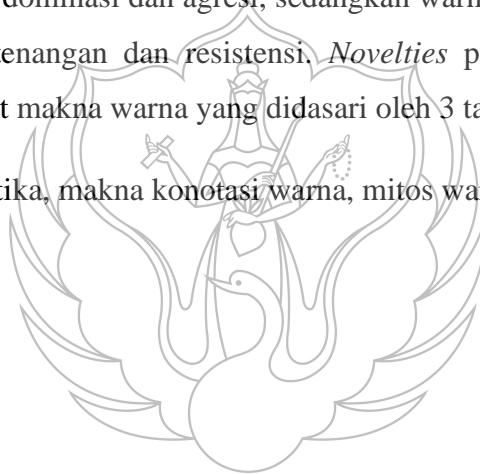 dominasi dan agresi, sedangkan warn
tenangan dan resistensi. Novelties p
t makna warna yang didasari oleh 3 ta
tika, makna konotasi warna, mitos wa